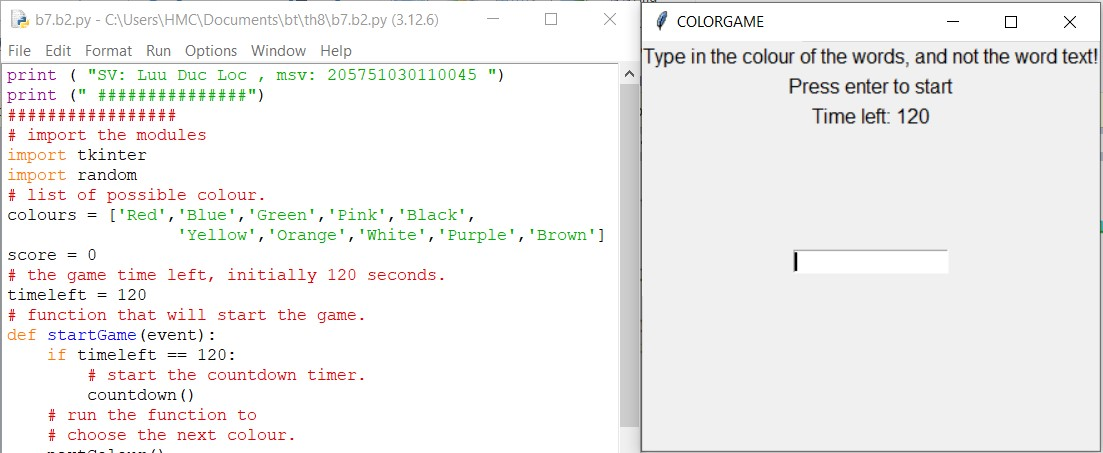 b7.b2.py - C:\Users\HMC\Documents\bt\th8\b7.b2.py (3.12.6)
File Edit Format Run Options Window Help
print ( "SV: Luu Duc Loc , msv: 205751030110045 ")
print (" ###############")
#################
# import the modules
import tkinter
import random
# list of possible colour.
colours = ['Red','Blue','Green','Pink','Black',
'Yellow','Orange','White','Purple','Brown']
score = 0
# the game time left, initially 120 seconds.
timeleft = 120
# function that will start the game.
def startGame(event):
if timeleft == 120:
# start the countdown timer.
countdown()
# run the function to
# choose the next colour.
COLORGAME
Type in the colour of the words, and not the word text!
Press enter to start
Time left: 120